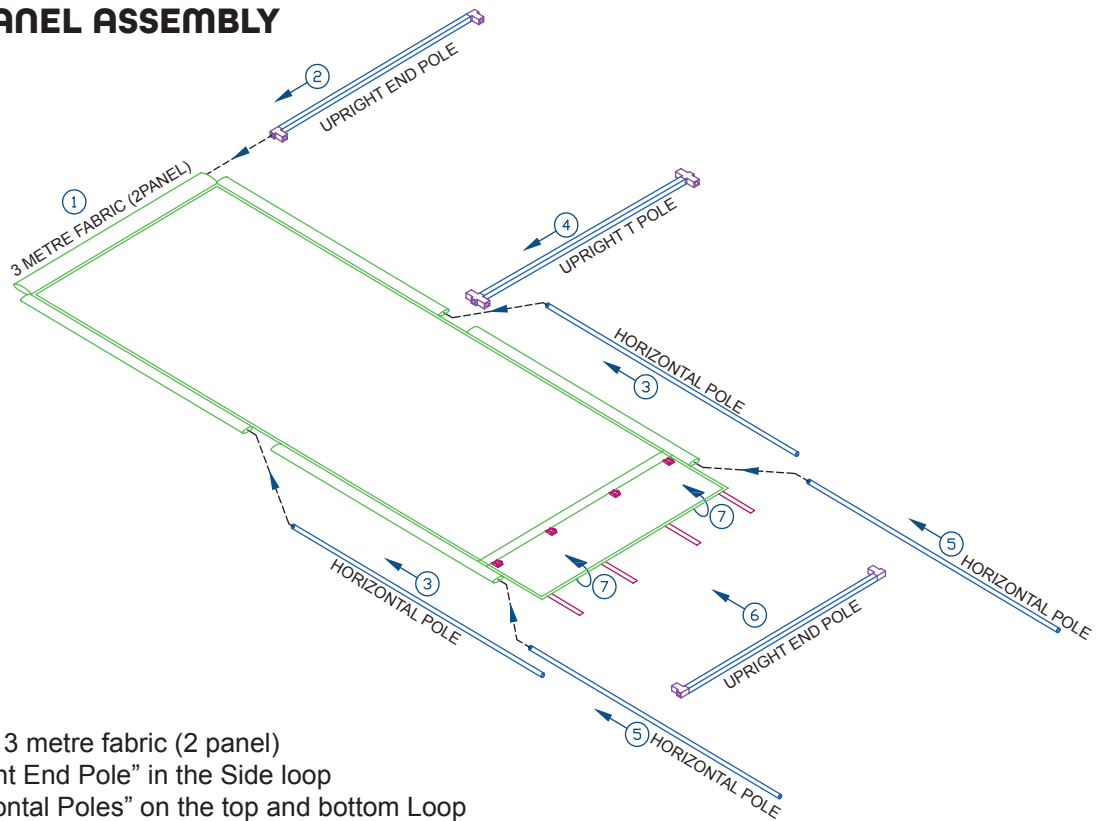 ANEL ASSEMBLY
2
UPRIGHT END POLE
1
3 METRE FABRIC (2PANEL)
4
UPRIGHT T POLE
HORIZONTAL POLE
3
7
5
HORIZONTAL POLE
3
HORIZONTAL POLE
7
6
UPRIGHT END POLE
5
HORIZONTAL POLE
3 metre fabric (2 panel)
nt End Pole” in the Side loop
ontal Poles” on the top and bottom Loop